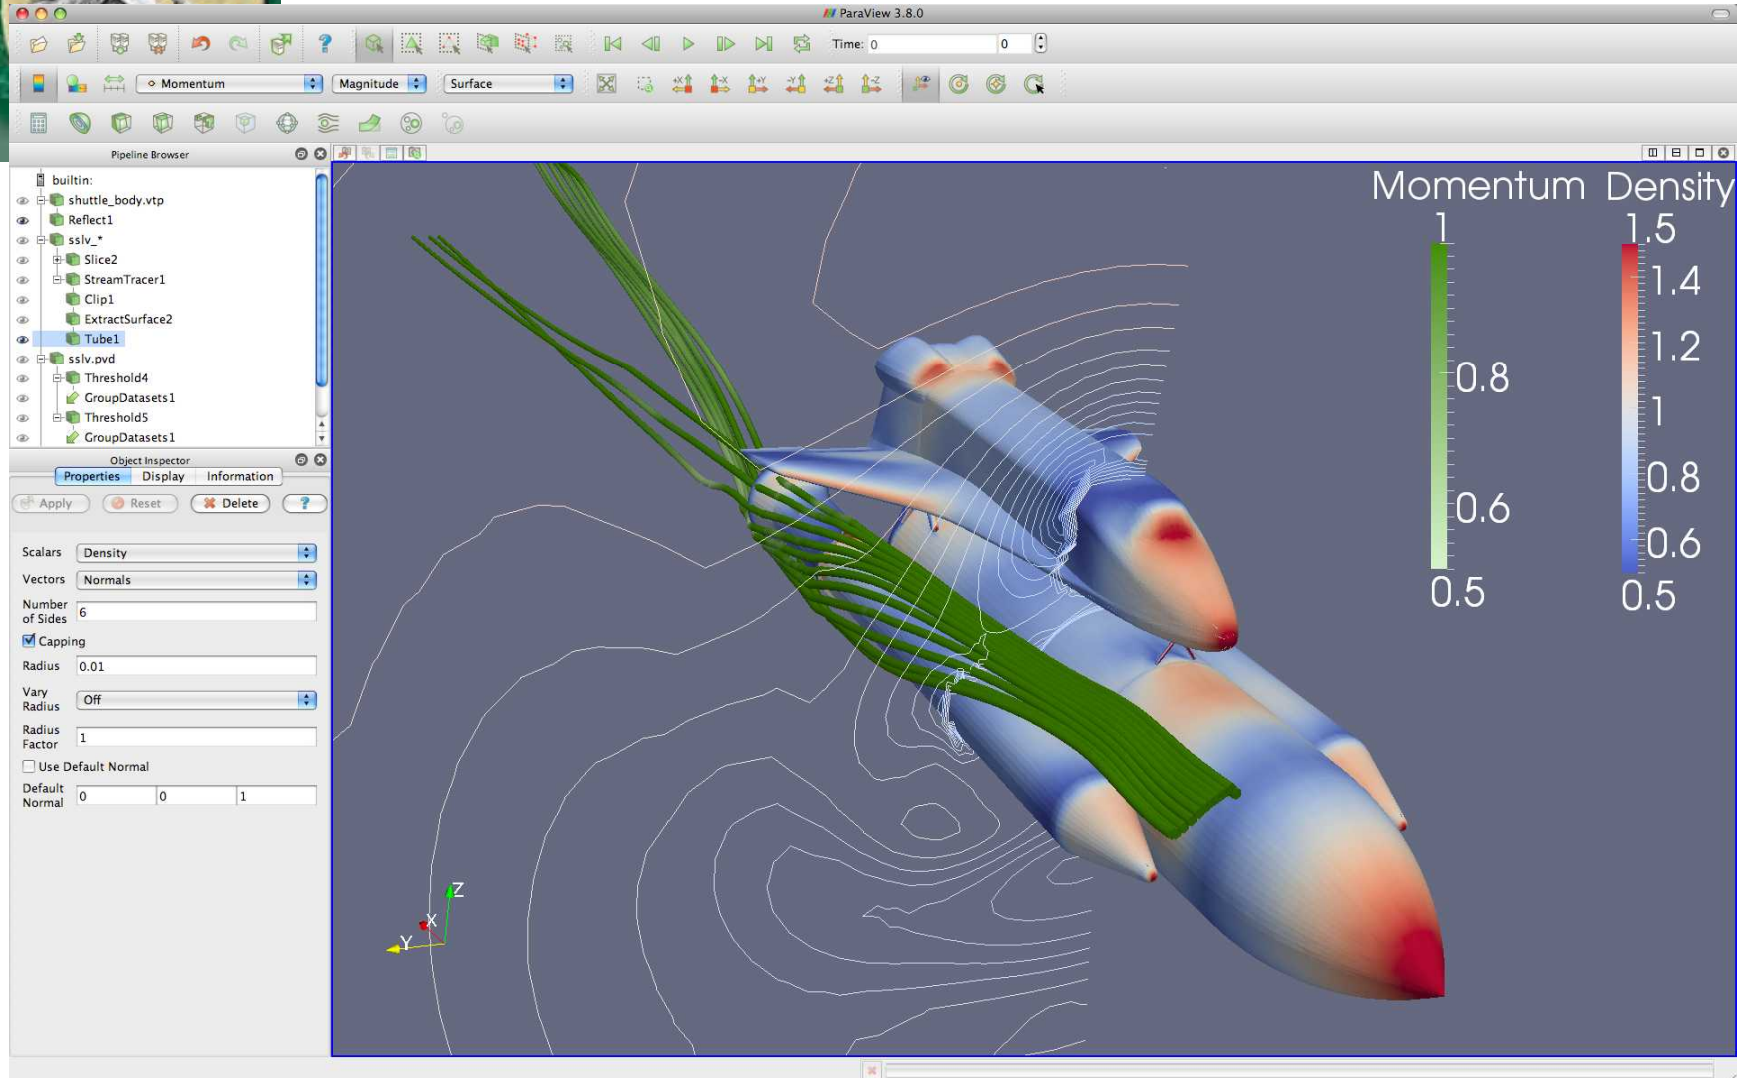 ParaView 3.8.0
?
Time: 0 0
Momentum Magnitude Surface
+X -X +Y -Y +Z -Z
Pipeline Browser
builtin:
shuttle_body.vtp
Reflect1
sslv_*
Slice2
StreamTracer1
Clip1
ExtractSurface2
Tube1
sslv.pvd
Threshold4
GroupDatasets1
Threshold5
GroupDatasets1
Object Inspector
Properties Display Information
Apply Reset Delete ?
Scalars Density
Vectors Normals
Number
of Sides 6
Capping
Radius 0.01
Vary
Radius Off
Radius
Factor 1
Use Default Normal
Default
Normal 0 0 1
Momentum
1
0.8
0.6
0.5
Density
1.5
1.4
1.2
1
0.8
0.6
0.5
Z
X
Y